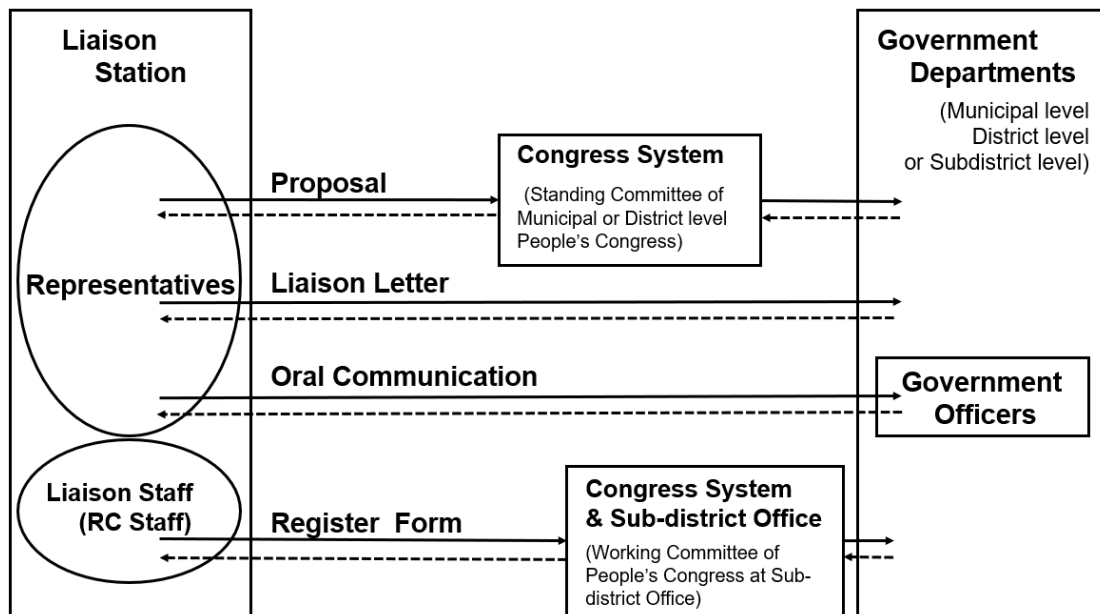 Liaison
Station
Government
Departments
(Municipal level
District level
or Subdistrict level)
Congress System
(Standing Committee of
Municipal or District level
People's Congress)
Proposal
Representatives
Liaison Letter
Oral Communication
Government
Officers
Liaison Staff
(RC Staff)
Register Form
Congress System
& Sub-district Office
(Working Committee of
People's Congress at Sub-
district Office)